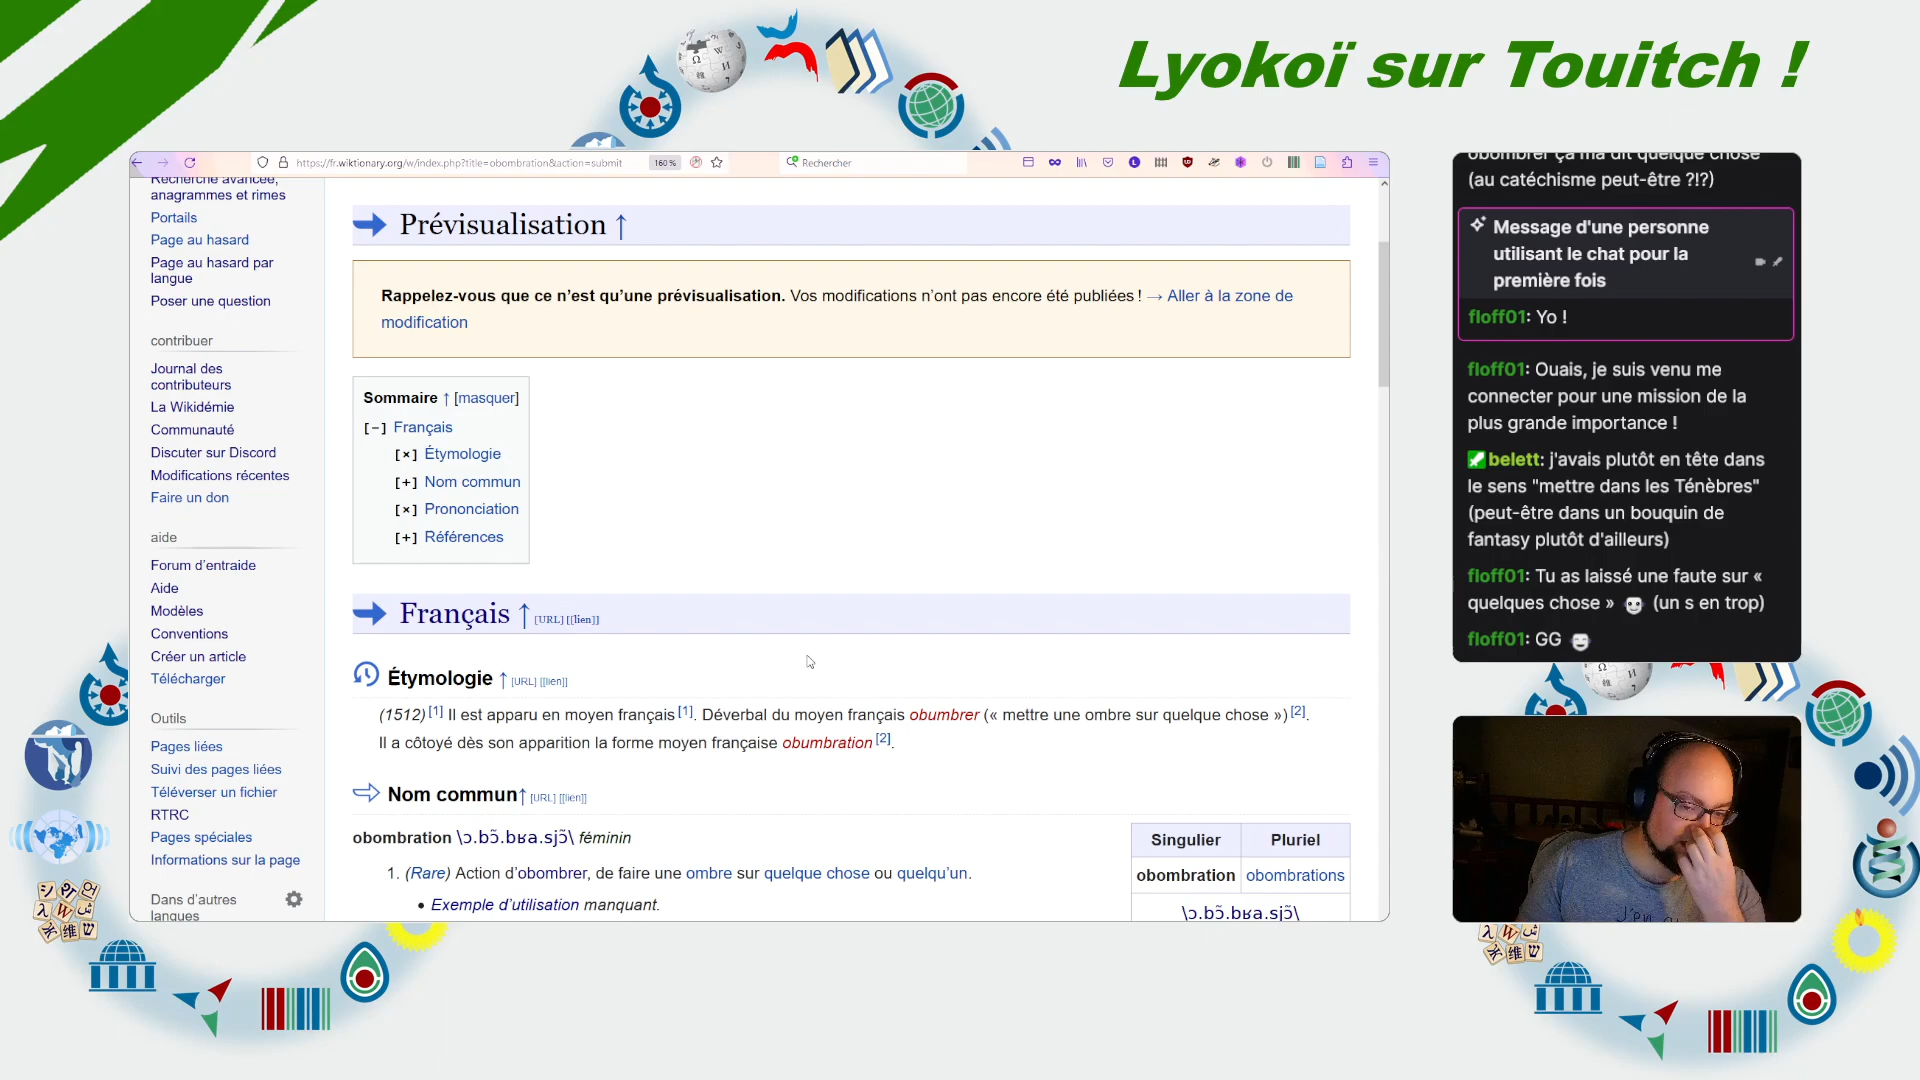 Lyokoï sur Touitch !
https://fr.wiktionary.org/w/index.php?title=obombration&action=submit
160 %
Rechercher
Recherche avancée,
anagrammes et rimes
Portails
Page au hasard
Page au hasard par
langue
Poser une question
contribuer
Journal des
contributeurs
La Wikidémie
Communauté
Discuter sur Discord
Modifications récentes
Faire un don
aide
Forum d’entraide
Aide
Modèles
Conventions
Créer un article
Télécharger
Outils
Pages liées
Suivi des pages liées
Téléverser un fichier
RTRC
Pages spéciales
Informations sur la page
Dans d’autres
langues
Prévisualisation ↑
Rappelez-vous que ce n’est qu’une prévisualisation. Vos modifications n’ont pas encore été publiées ! → Aller à la zone de
modification
Sommaire ↑ [masquer]
[−] Français
[×] Étymologie
[+] Nom commun
[×] Prononciation
[+] Références
Français ↑ [URL] [[lien]]
Étymologie ↑ [URL] [[lien]]
(1512)[1] Il est apparu en moyen français[1]. Déverbal du moyen français obumbrer (« mettre une ombre sur quelque chose »)[2].
Il a côtoyé dès son apparition la forme moyen française obumbration[2].
Nom commun↑ [URL] [[lien]]
obombration \ɔ.bɔ̃.bʁa.sjɔ̃\ féminin
1. (Rare) Action d’obombrer, de faire une ombre sur quelque chose ou quelqu’un.
• Exemple d’utilisation manquant.
Singulier Pluriel
obombration obombrations
\ɔ.bɔ̃.bʁa.sjɔ̃\
obombrer ça ma dit quelque chose
(au catéchisme peut-être ?!?)
Message d'une personne
utilisant le chat pour la
première fois
floff01: Yo !
floff01: Ouais, je suis venu me
connecter pour une mission de la
plus grande importance !
belett: j'avais plutôt en tête dans
le sens "mettre dans les Ténèbres"
(peut-être dans un bouquin de
fantasy plutôt d'ailleurs)
floff01: Tu as laissé une faute sur «
quelques chose » (un s en trop)
floff01: GG